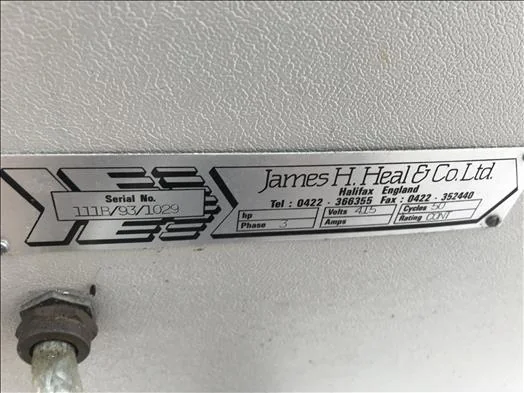 Serial No.
111B/93/1029
James H. Heal & Co. Ltd.
Halifax England
Tel : 0422 - 366355 Fax : 0422 - 352440
hp Volts 415 Cycles 50
Phase 3 Amps Rating CONT